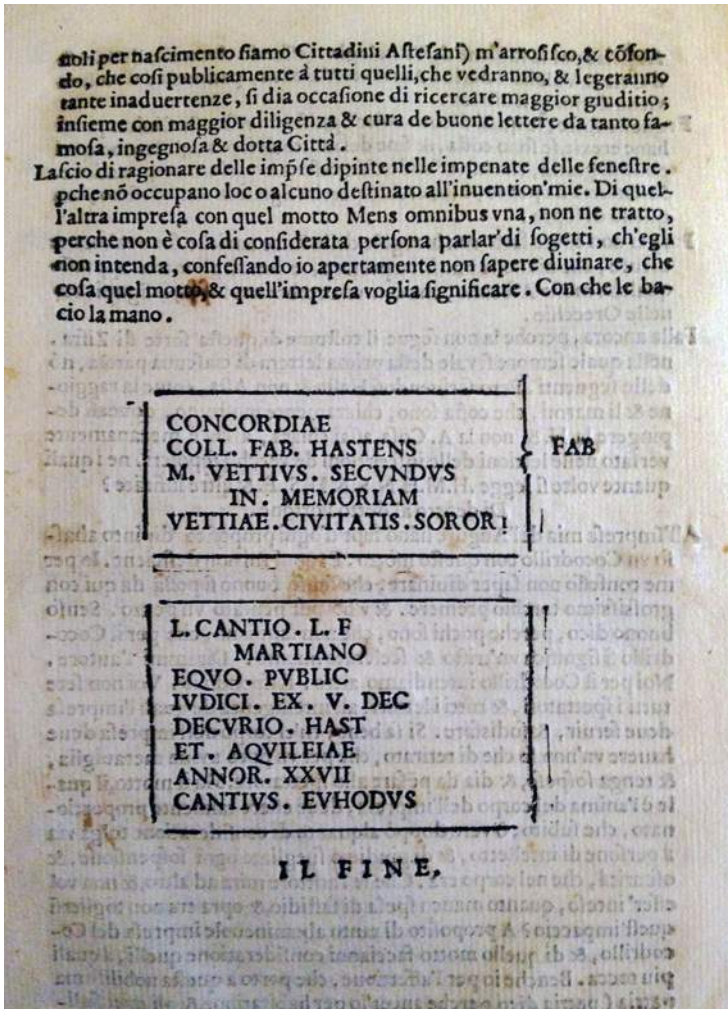 noli per naſcimento ſiamo Cittadini Aſteſani) m'arroſiſco,& cōfon-
do, che coſi publicamente à tutti quelli,che vedranno, & legeranno
tante inaduertenze, ſi dia occaſione di ricercare maggior giuditio;
inſieme con maggior diligenza & cura de buone lettere da tanto fa-
moſa, ingegnoſa & dotta Città.
Laſcio di ragionare delle imp̄ſe dipinte nelle impenate delle feneſtre.
ꝑche nō occupano loco alcuno deſtinato all'inuention'mie. Di quel-
l'altra impreſa con quel motto Mens omnibus vna, non ne tratto,
perche non è coſa di conſiderata perſona parlar'di ſogetti, ch'egli
non intenda, confeſſando io apertamente non ſapere diuinare, che
coſa quel motto,& quell'impreſa voglia ſignificare. Con che le ba-
cio la mano.
CONCORDIAE
COLL. FAB. HASTENS
M. VETTIVS. SECVNDVS
IN. MEMORIAM
VETTIAE.CIVITATIS.SORORI
FAB
L.CANTIO. L. F
MARTIANO
EQVO. PVBLIC
IVDICI. EX. V. DEC
DECVRIO. HAST
ET. AQVILEIAE
ANNOR. XXVII
CANTIVS. EVHODVS
IL FINE.